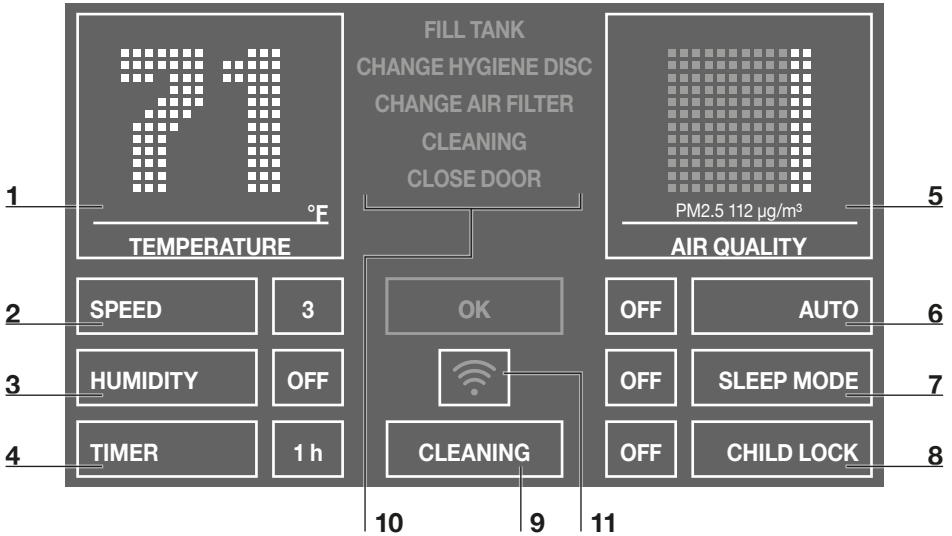 71
°F
TEMPERATURE
FILL TANK
CHANGE HYGIENE DISC
CHANGE AIR FILTER
CLEANING
CLOSE DOOR
PM2.5 112 µg/m³
AIR QUALITY
1
5
2
SPEED 3
OK
OFF AUTO
6
3
HUMIDITY OFF
OFF SLEEP MODE
7
4
TIMER 1 h
CLEANING
OFF CHILD LOCK
8
10
9
11